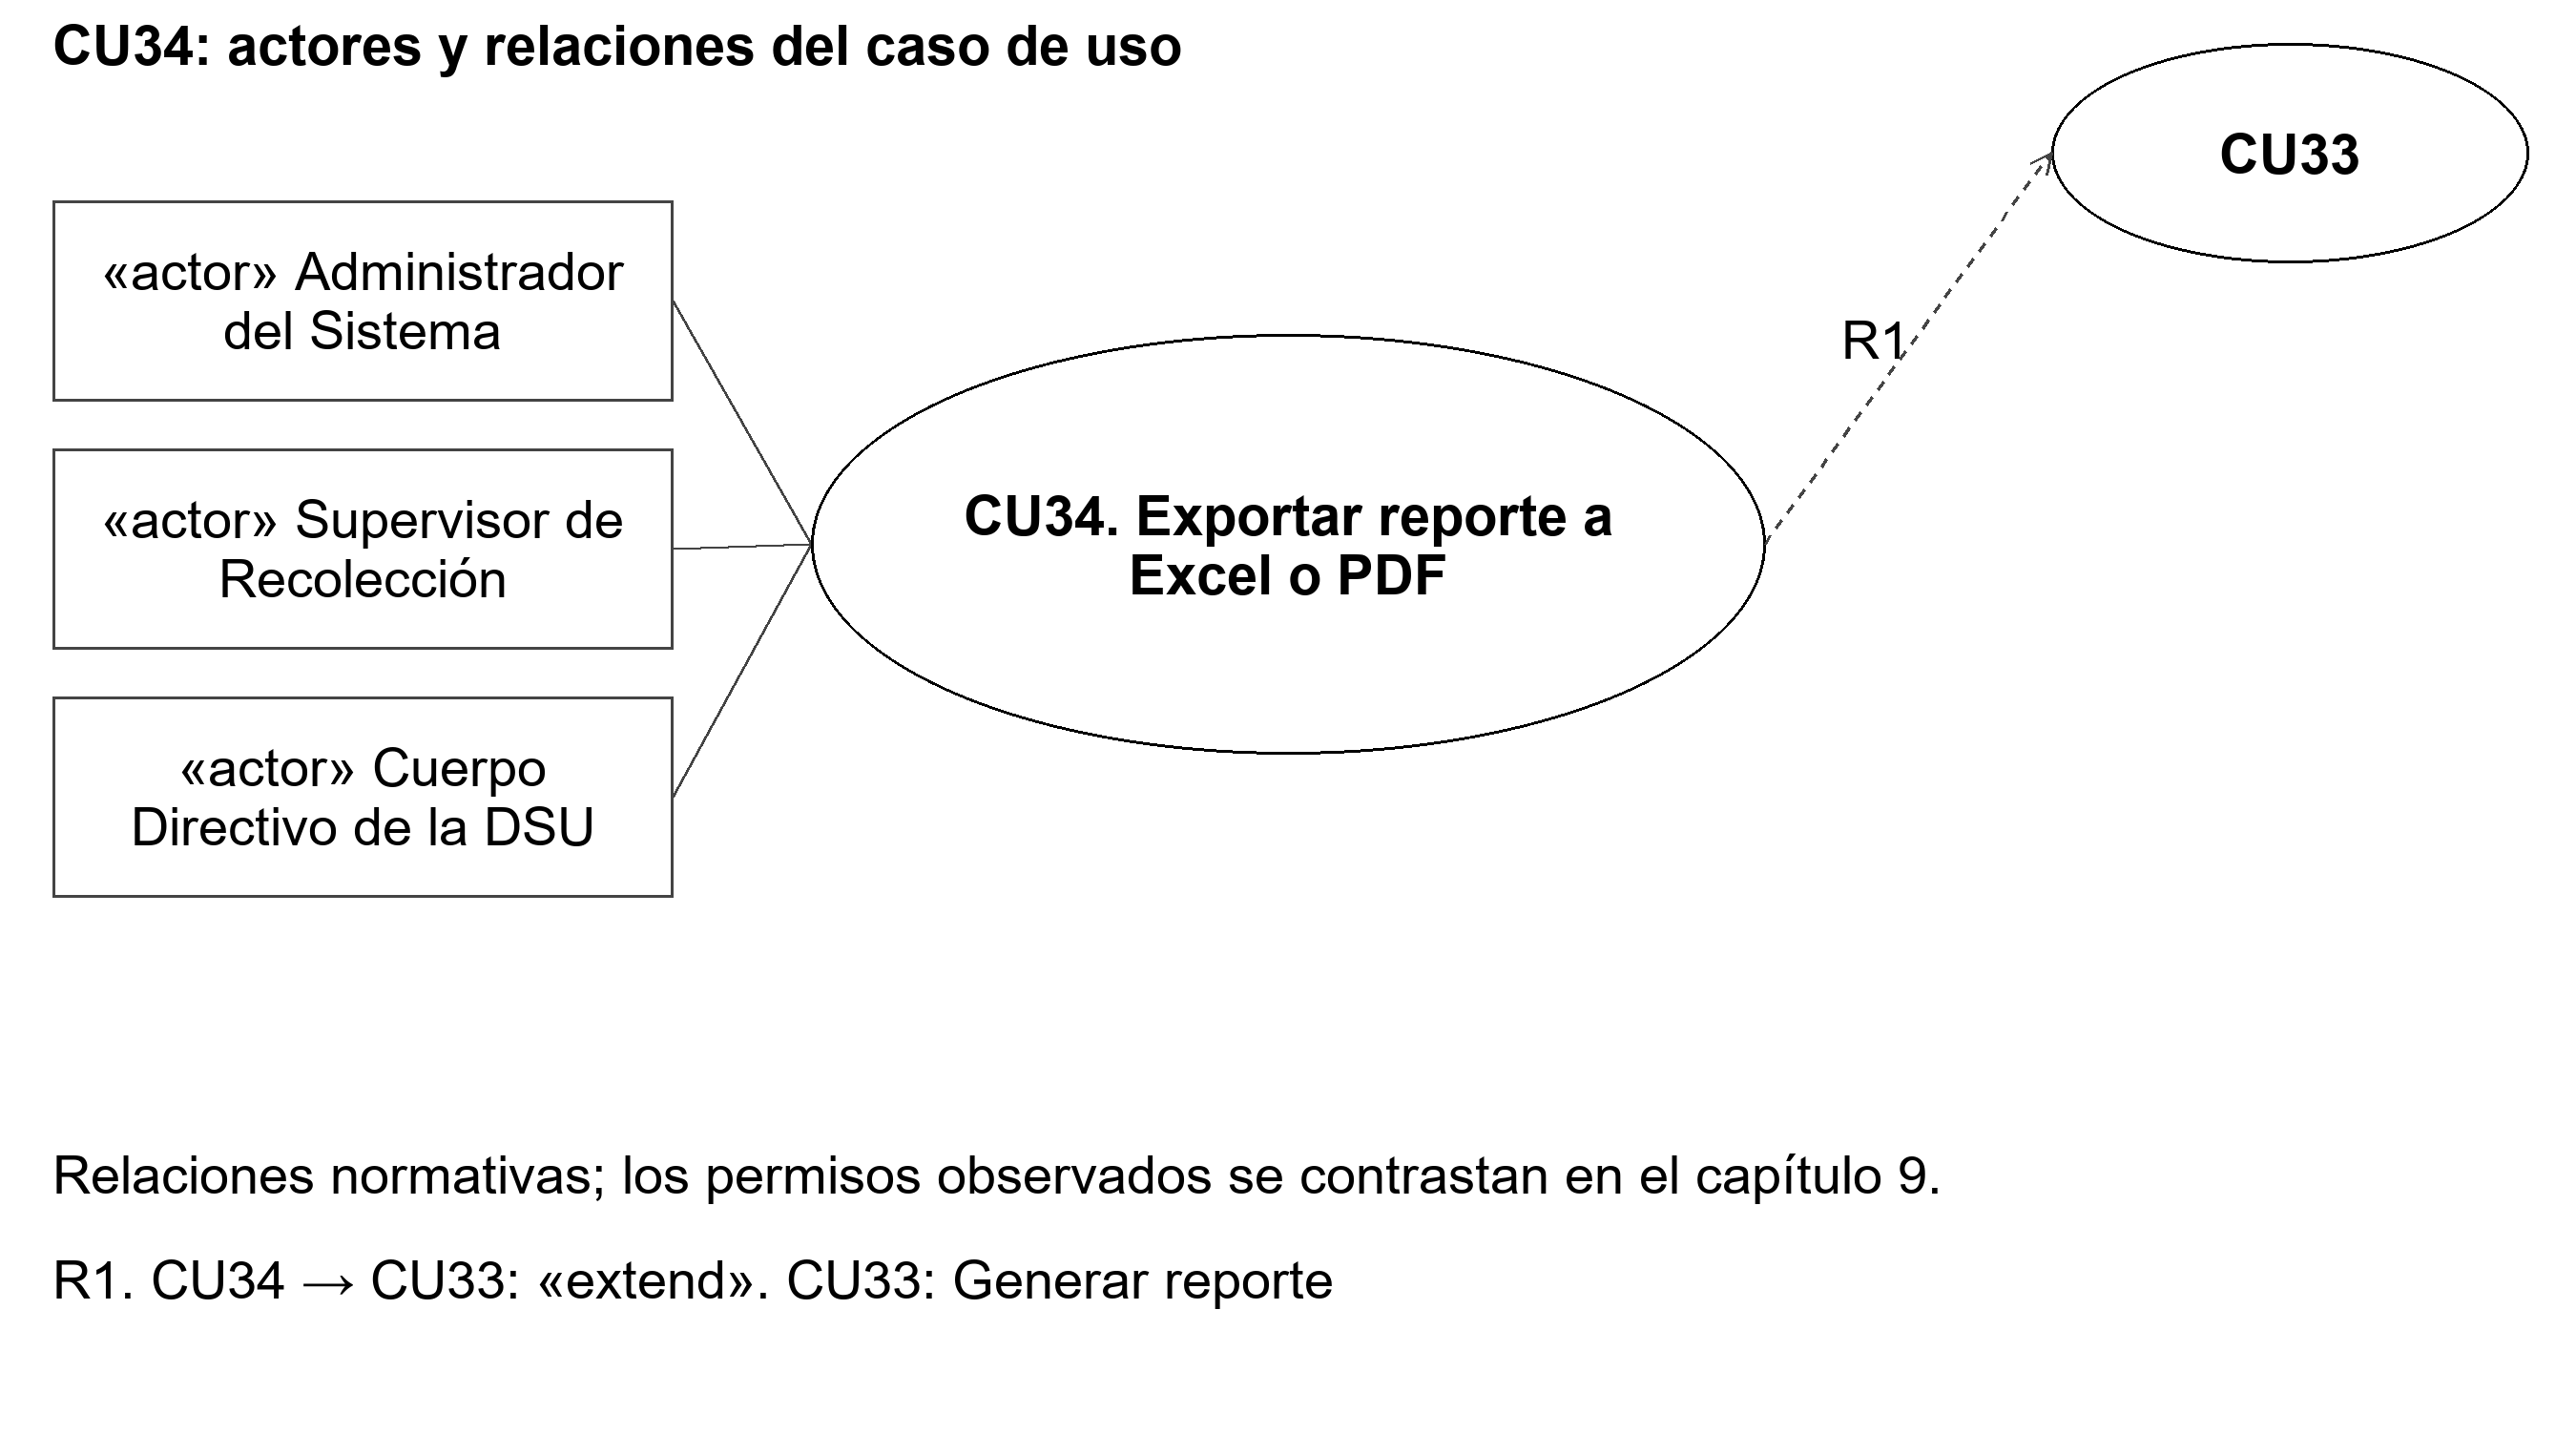 CU34: actores y relaciones del caso de uso
CU33
«actor» Administrador
del Sistema
R1
«actor» Supervisor de
Recolección
CU34. Exportar reporte a
Excel o PDF
«actor» Cuerpo
Directivo de la DSU
Relaciones normativas; los permisos observados se contrastan en el capítulo 9.
R1. CU34 → CU33: «extend». CU33: Generar reporte